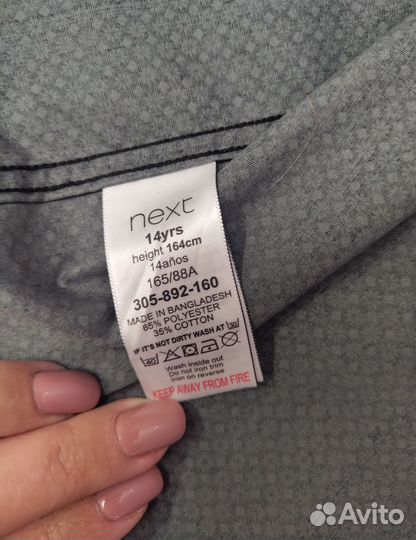 next
14yrs
height 164cm
14años
165/88A
305-892-160
MADE IN BANGLADESH
65% POLYESTER
35% COTTON
IF IT'S NOT DIRTY WASH AT 30
40
Wash inside out
Do not iron trim
Iron on reverse
KEEP AWAY FROM FIRE
Avito